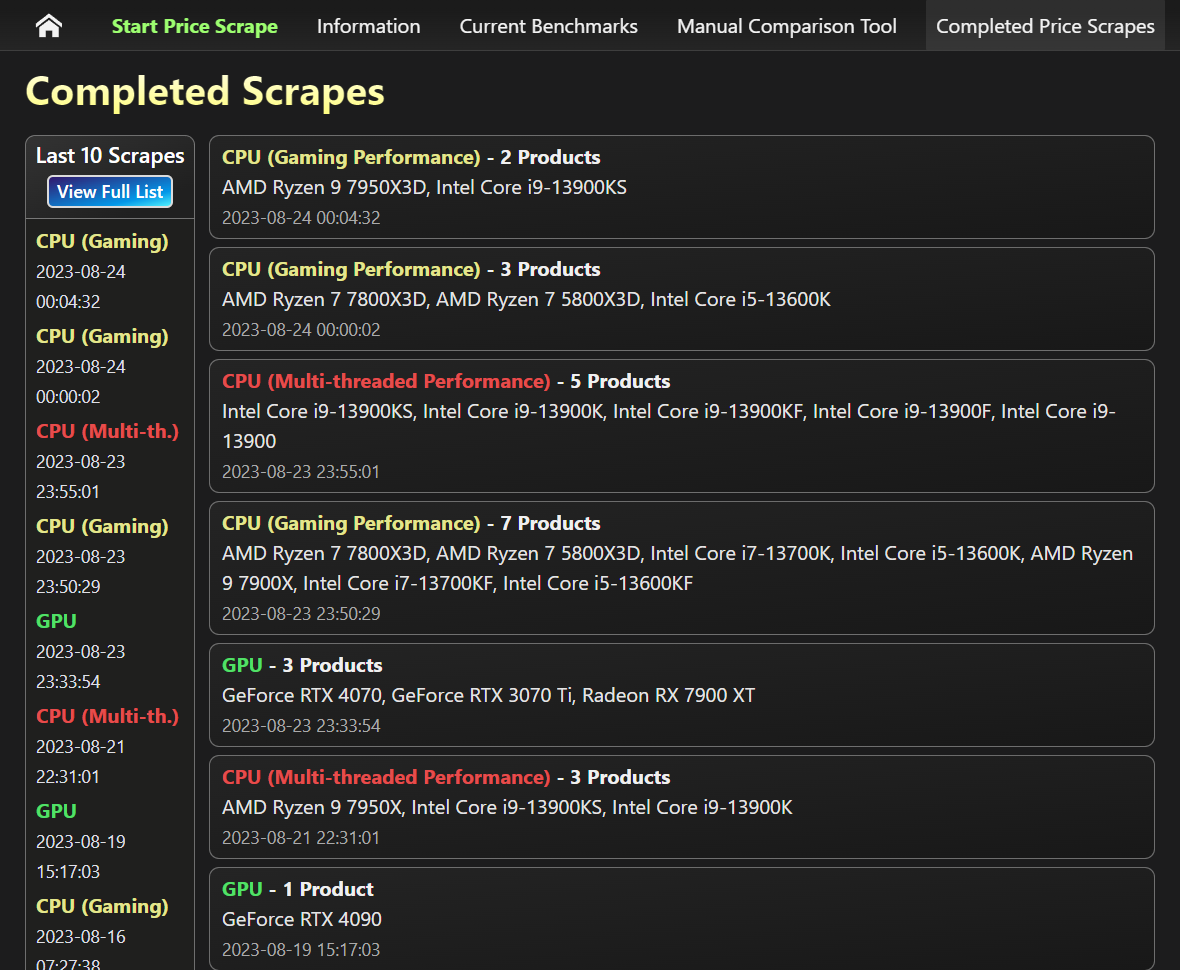 Start Price Scrape
Information
Current Benchmarks
Manual Comparison Tool
Completed Price Scrapes
Completed Scrapes
Last 10 Scrapes
View Full List
CPU (Gaming)
2023-08-24
00:04:32
CPU (Gaming)
2023-08-24
00:00:02
CPU (Multi-th.)
2023-08-23
23:55:01
CPU (Gaming)
2023-08-23
23:50:29
GPU
2023-08-23
23:33:54
CPU (Multi-th.)
2023-08-21
22:31:01
GPU
2023-08-19
15:17:03
CPU (Gaming)
2023-08-16
07:27:38
CPU (Gaming Performance) - 2 Products
AMD Ryzen 9 7950X3D, Intel Core i9-13900KS
2023-08-24 00:04:32
CPU (Gaming Performance) - 3 Products
AMD Ryzen 7 7800X3D, AMD Ryzen 7 5800X3D, Intel Core i5-13600K
2023-08-24 00:00:02
CPU (Multi-threaded Performance) - 5 Products
Intel Core i9-13900KS, Intel Core i9-13900K, Intel Core i9-13900KF, Intel Core i9-13900F, Intel Core i9-
13900
2023-08-23 23:55:01
CPU (Gaming Performance) - 7 Products
AMD Ryzen 7 7800X3D, AMD Ryzen 7 5800X3D, Intel Core i7-13700K, Intel Core i5-13600K, AMD Ryzen
9 7900X, Intel Core i7-13700KF, Intel Core i5-13600KF
2023-08-23 23:50:29
GPU - 3 Products
GeForce RTX 4070, GeForce RTX 3070 Ti, Radeon RX 7900 XT
2023-08-23 23:33:54
CPU (Multi-threaded Performance) - 3 Products
AMD Ryzen 9 7950X, Intel Core i9-13900KS, Intel Core i9-13900K
2023-08-21 22:31:01
GPU - 1 Product
GeForce RTX 4090
2023-08-19 15:17:03